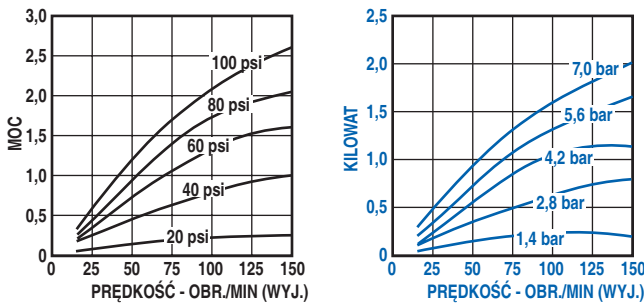 3,0
2,5
2,0
1,5
1,0
0,5
0
MOC
100 psi
80 psi
60 psi
40 psi
20 psi
0 25 50 75 100 125 150
PRĘDKOŚĆ - OBR./MIN (WYJ.)
2,5
2,0
1,5
1,0
0,5
0
KILOWAT
7,0 bar
5,6 bar
4,2 bar
2,8 bar
1,4 bar
0 25 50 75 100 125 150
PRĘDKOŚĆ - OBR./MIN (WYJ.)